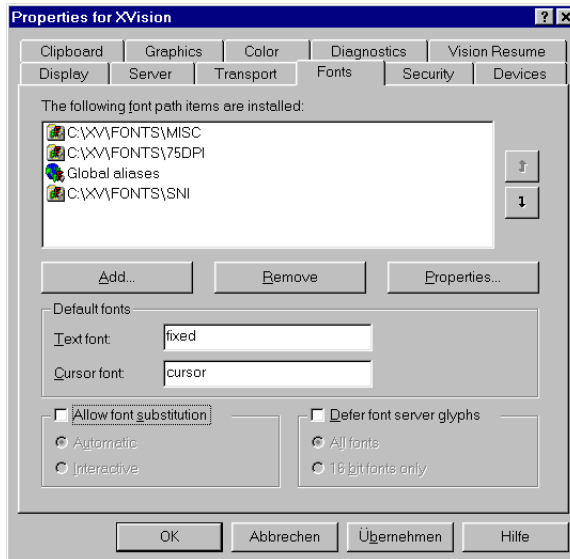 Properties for XVision
Clipboard Graphics Color Diagnostics Vision Resume
Display Server Transport Fonts Security Devices
The following font path items are installed:
C:\XV\FONTS\MISC
C:\XV\FONTS\75DPI
Global aliases
C:\XV\FONTS\SNI
Add... Remove Properties...
Default fonts
Text font: fixed
Cursor font: cursor
Allow font substitution Defer font server glyphs
Automatic All fonts
Interactive 16 bit fonts only
OK Abbrechen Übernehmen Hilfe